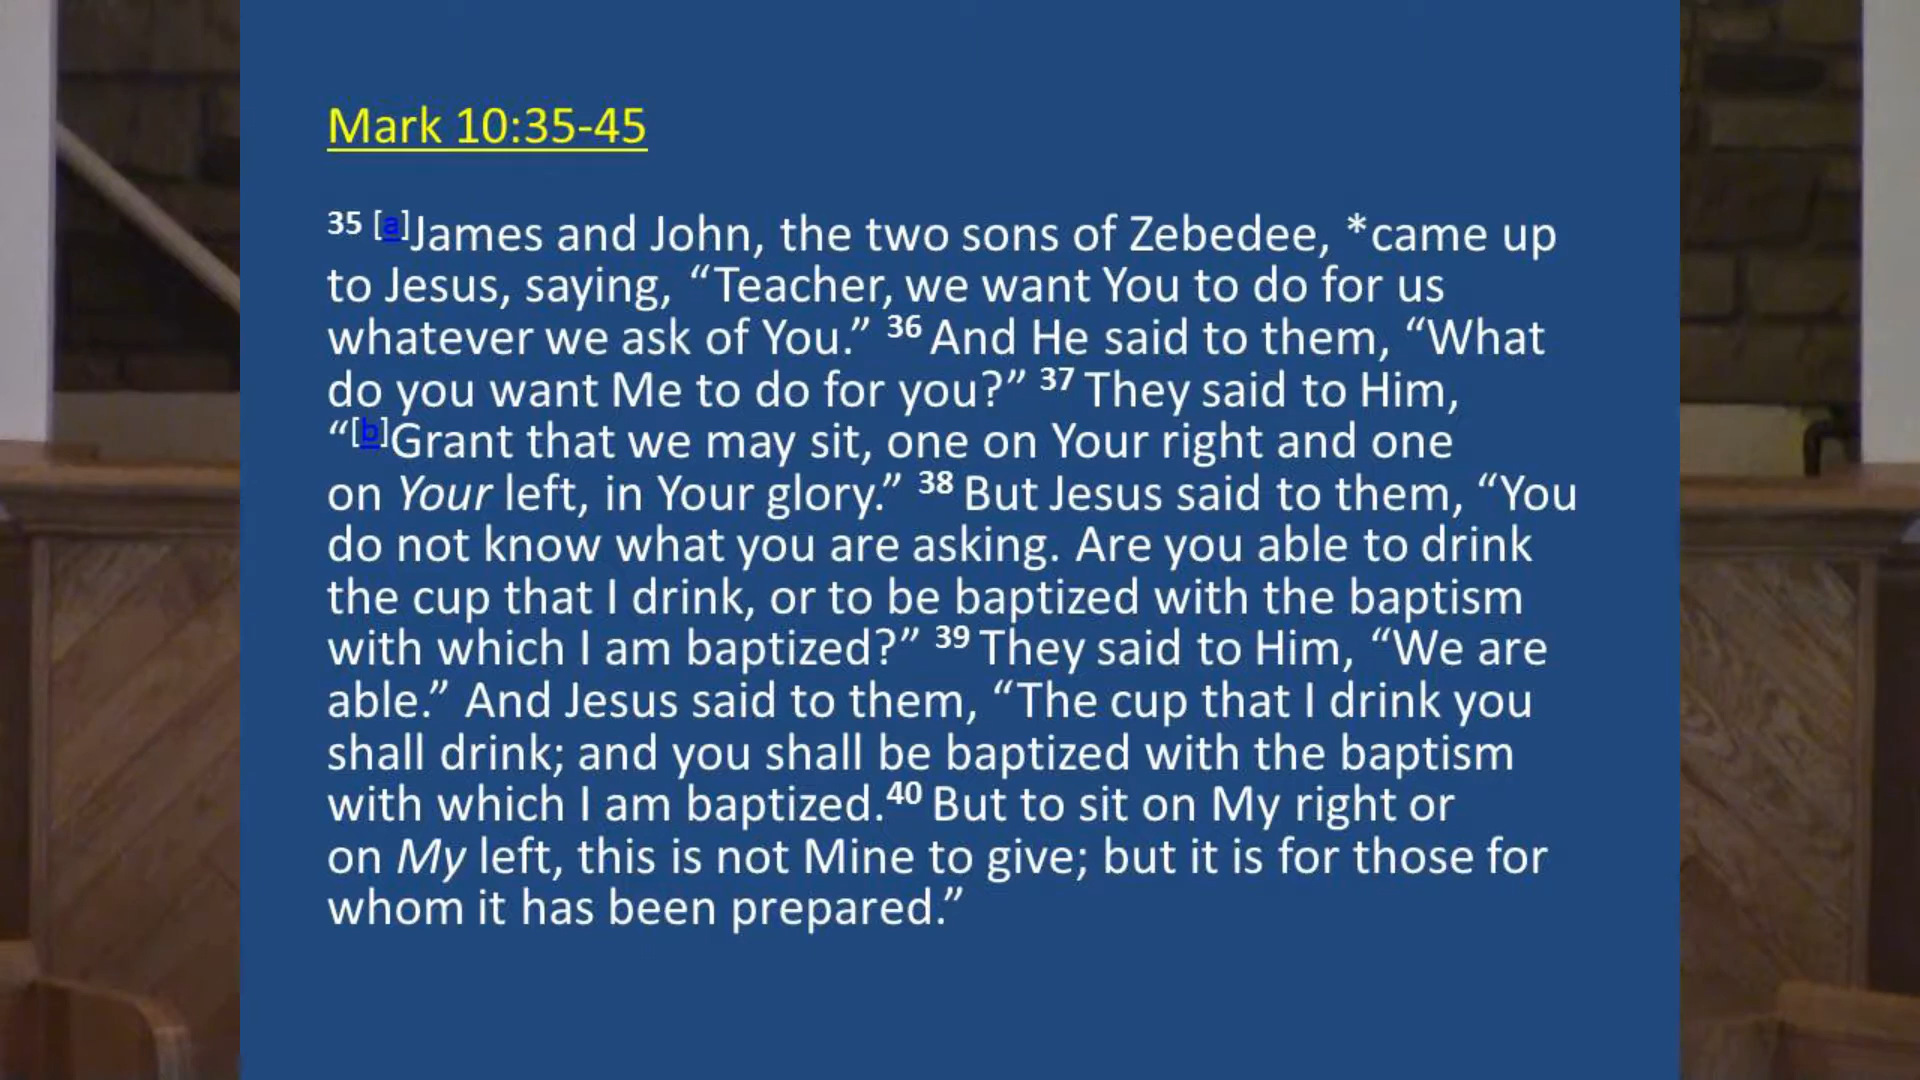 Mark 10:35-45
35 [a]James and John, the two sons of Zebedee, *came up
to Jesus, saying, “Teacher, we want You to do for us
whatever we ask of You.” 36 And He said to them, “What
do you want Me to do for you?” 37 They said to Him,
“[b]Grant that we may sit, one on Your right and one
on Your left, in Your glory.” 38 But Jesus said to them, “You
do not know what you are asking. Are you able to drink
the cup that I drink, or to be baptized with the baptism
with which I am baptized?” 39 They said to Him, “We are
able.” And Jesus said to them, “The cup that I drink you
shall drink; and you shall be baptized with the baptism
with which I am baptized.40 But to sit on My right or
on My left, this is not Mine to give; but it is for those for
whom it has been prepared.”